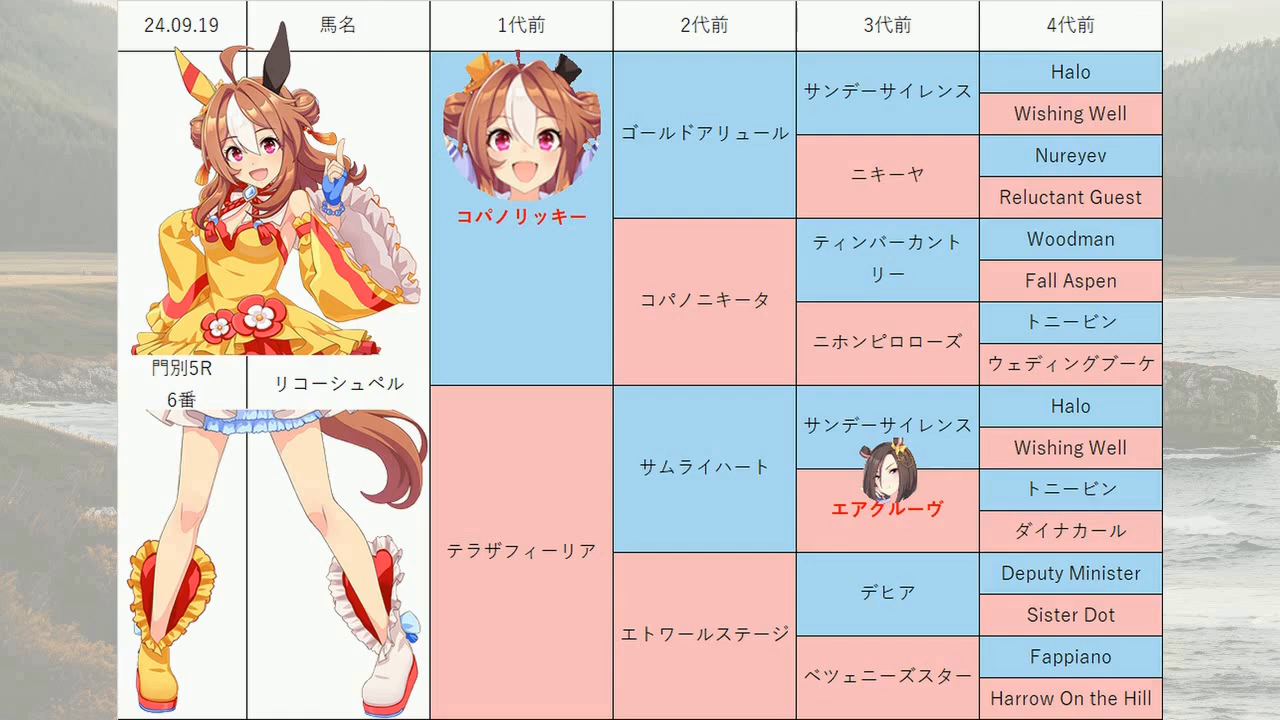 24.09.19
馬名
1代前
2代前
3代前
4代前
門別5R
6番
リコーシュペル
コパノリッキー
テラザフィーリア
ゴールドアリュール
コパノニキータ
サムライハート
エトワールステージ
サンデーサイレンス
ニキーヤ
ティンバーカント
リー
ニホンピロローズ
サンデーサイレンス
エアグルーヴ
デヒア
ベツェニーズスター
Halo
Wishing Well
Nureyev
Reluctant Guest
Woodman
Fall Aspen
トニービン
ウェディングブーケ
Halo
Wishing Well
トニービン
ダイナカール
Deputy Minister
Sister Dot
Fappiano
Harrow On the Hill